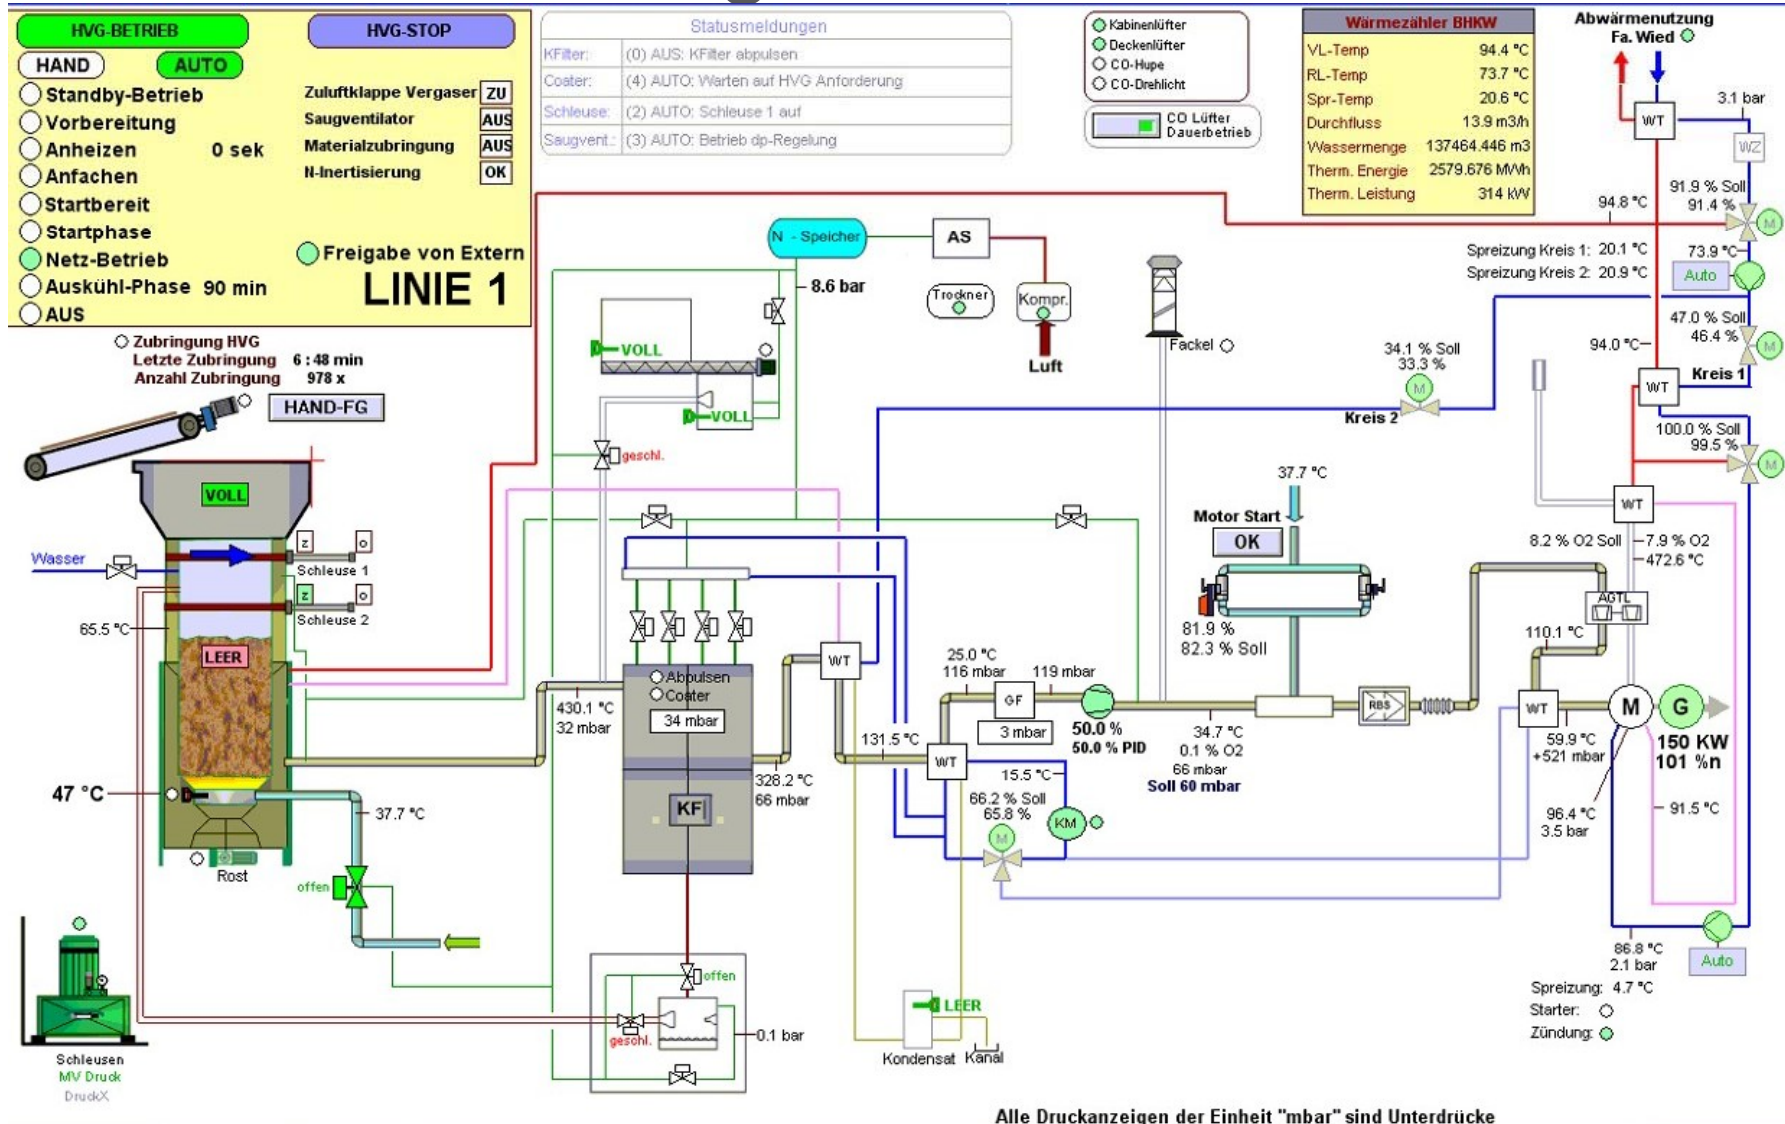 HVG-BETRIEB
HVG-STOP
HAND
AUTO
Standby-Betrieb
Vorbereitung
Anheizen 0 sek
Anfachen
Startbereit
Startphase
Netz-Betrieb
Auskühl-Phase 90 min
AUS
Zuluftklappe Vergaser ZU
Saugventilator AUS
Materialzubringung AUS
N-Inertisierung OK
Freigabe von Extern
LINIE 1
Statusmeldungen
KFilter: (0) AUS: KFilter abpulsen
Coater: (4) AUTO: Warten auf HVG Anforderung
Schleuse: (2) AUTO: Schleuse 1 auf
Saugvent.: (3) AUTO: Betrieb dp-Regelung
Kabinenlüfter
Deckenlüfter
CO-Hupe
CO-Drehlicht
CO Lüfter
Dauerbetrieb
Wärmezähler BHKW
VL-Temp 94.4 °C
RL-Temp 73.7 °C
Spr-Temp 20.6 °C
Durchfluss 13.9 m3/h
Wassermenge 137464.446 m3
Therm. Energie 2579.676 MWh
Therm. Leistung 314 kW
Abwärmenutzung
Fa. Wied
3.1 bar
WT
WZ
91.9 % Soll
91.4 %
M
94.8 °C
Spreizung Kreis 1: 20.1 °C
Spreizung Kreis 2: 20.9 °C
73.9 °C
Auto
47.0 % Soll
46.4 %
M
94.0 °C
WT
Kreis 1
34.1 % Soll
33.3 %
M
Kreis 2
100.0 % Soll
99.5 %
M
WT
Zubringung HVG
Letzte Zubringung 6 : 48 min
Anzahl Zubringung 978 x
HAND-FG
N - Speicher
AS
8.6 bar
Trockner
Kompr.
Luft
VOLL
VOLL
geschl.
Fackel
VOLL
Wasser
z
o
Schleuse 1
z
o
Schleuse 2
65.5 °C
LEER
47 °C
37.7 °C
Rost
offen
Schleusen
MV Druck
DruckX
430.1 °C
32 mbar
Abpulsen
Coater
34 mbar
KF
328.2 °C
66 mbar
WT
131.5 °C
WT
25.0 °C
116 mbar
GF
3 mbar
119 mbar
50.0 %
50.0 % PID
34.7 °C
0.1 % O2
66 mbar
Soll 60 mbar
37.7 °C
Motor Start
OK
81.9 %
82.3 % Soll
RBS
15.5 °C
KM
66.2 % Soll
65.8 %
M
8.2 % O2 Soll
7.9 % O2
472.6 °C
AGTL
110.1 °C
WT
59.9 °C
+521 mbar
M
G
150 KW
101 %n
96.4 °C
3.5 bar
91.5 °C
86.8 °C
2.1 bar
Auto
Spreizung: 4.7 °C
Starter:
Zündung:
offen
geschl.
0.1 bar
LEER
Kondensat
Kanal
Alle Druckanzeigen der Einheit "mbar" sind Unterdrücke